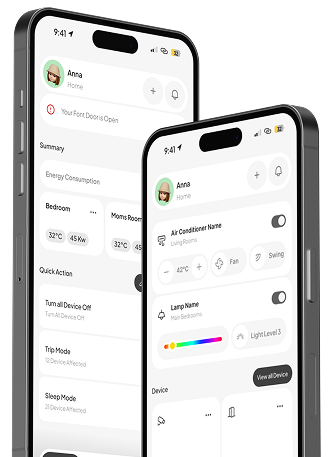 9:41
32
Anna
Home
Your Font Door is Open
Summary
Energy Consumption
Bedroom
...
32°C
45 Kw
Moms Room
32°C
45
Quick Action
Turn all Device Off
Turn All Device Off
Trip Mode
12 Device Affected
Sleep Mode
21 Device Affected
9:41
32
Anna
Home
Air Conditioner Name
Living Rooms
− 42°C +
Fan
Swing
Lamp Name
Main Bedrooms
Light Level 3
Device
View all Device
...
...